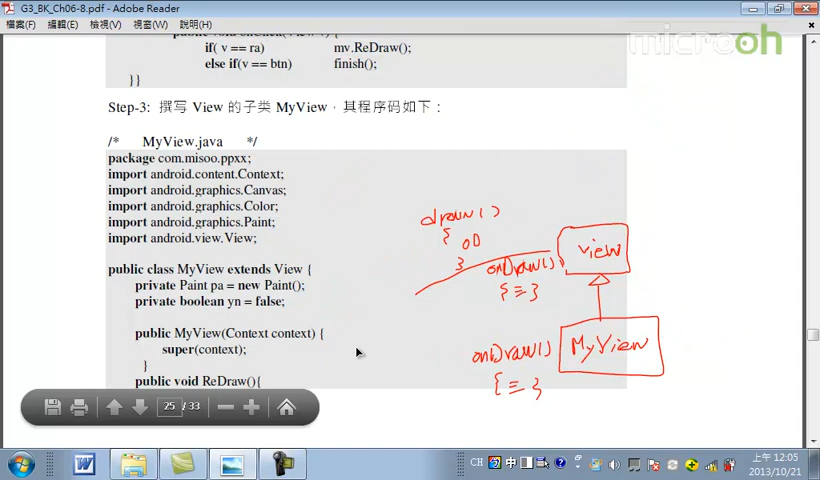 G3_BK_Ch06-8.pdf - Adobe Reader
檔案(F) 編輯(E) 檢視(V) 視窗(W) 說明(H)
microoh
if( v == ra) mv.ReDraw();
else if(v == btn) finish();
}}
Step-3: 撰写 View 的子类 MyView，其程序码如下：
/* MyView.java */
package com.misoo.ppxx;
import android.content.Context;
import android.graphics.Canvas;
import android.graphics.Color;
import android.graphics.Paint;
import android.view.View;
public class MyView extends View {
private Paint pa = new Paint();
private boolean yn = false;
public MyView(Context context) {
super(context);
}
public void ReDraw(){
draw()
{
OD
}
view
onDraw()
{ }
MyView
onDraw()
{ }
25 / 33
CH 中
上午 12:05
2013/10/21